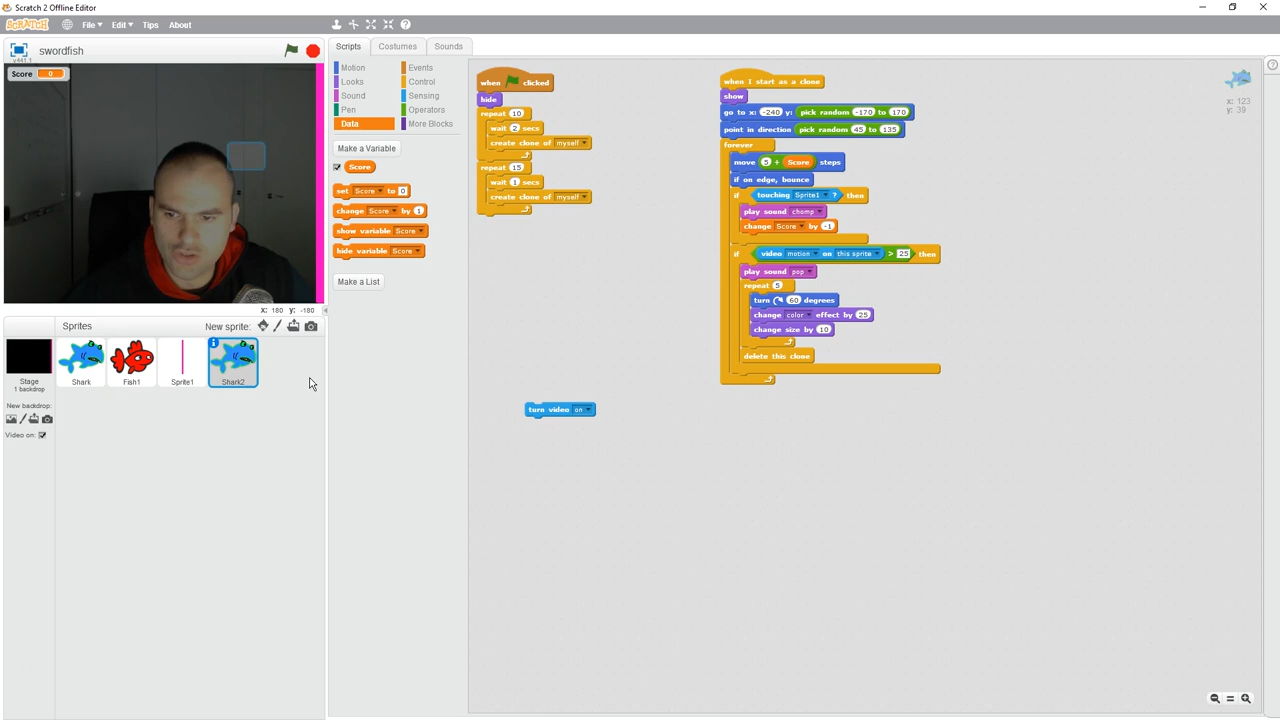 Scratch 2 Offline Editor
SCRATCH File Edit Tips About
swordfish
v441.1
Score 0
X: 180 y: -180
Sprites New sprite:
Stage
1 backdrop
Shark
Fish1
Sprite1
Shark2
New backdrop:
Video on:
Scripts Costumes Sounds
Motion Events
Looks Control
Sound Sensing
Pen Operators
Data More Blocks
Make a Variable
Score
set Score to 0
change Score by 1
show variable Score
hide variable Score
Make a List
when clicked
hide
repeat 10
wait 2 secs
create clone of myself
repeat 15
wait 1 secs
create clone of myself
turn video on
when I start as a clone
show
go to x: -240 y: pick random -170 to 170
point in direction pick random 45 to 135
forever
move 5 + Score steps
if on edge, bounce
if touching Sprite1 ? then
play sound chomp
change Score by -1
if video motion on this sprite > 25 then
play sound pop
repeat 5
turn 60 degrees
change color effect by 25
change size by 10
delete this clone
x: 123
y: 39